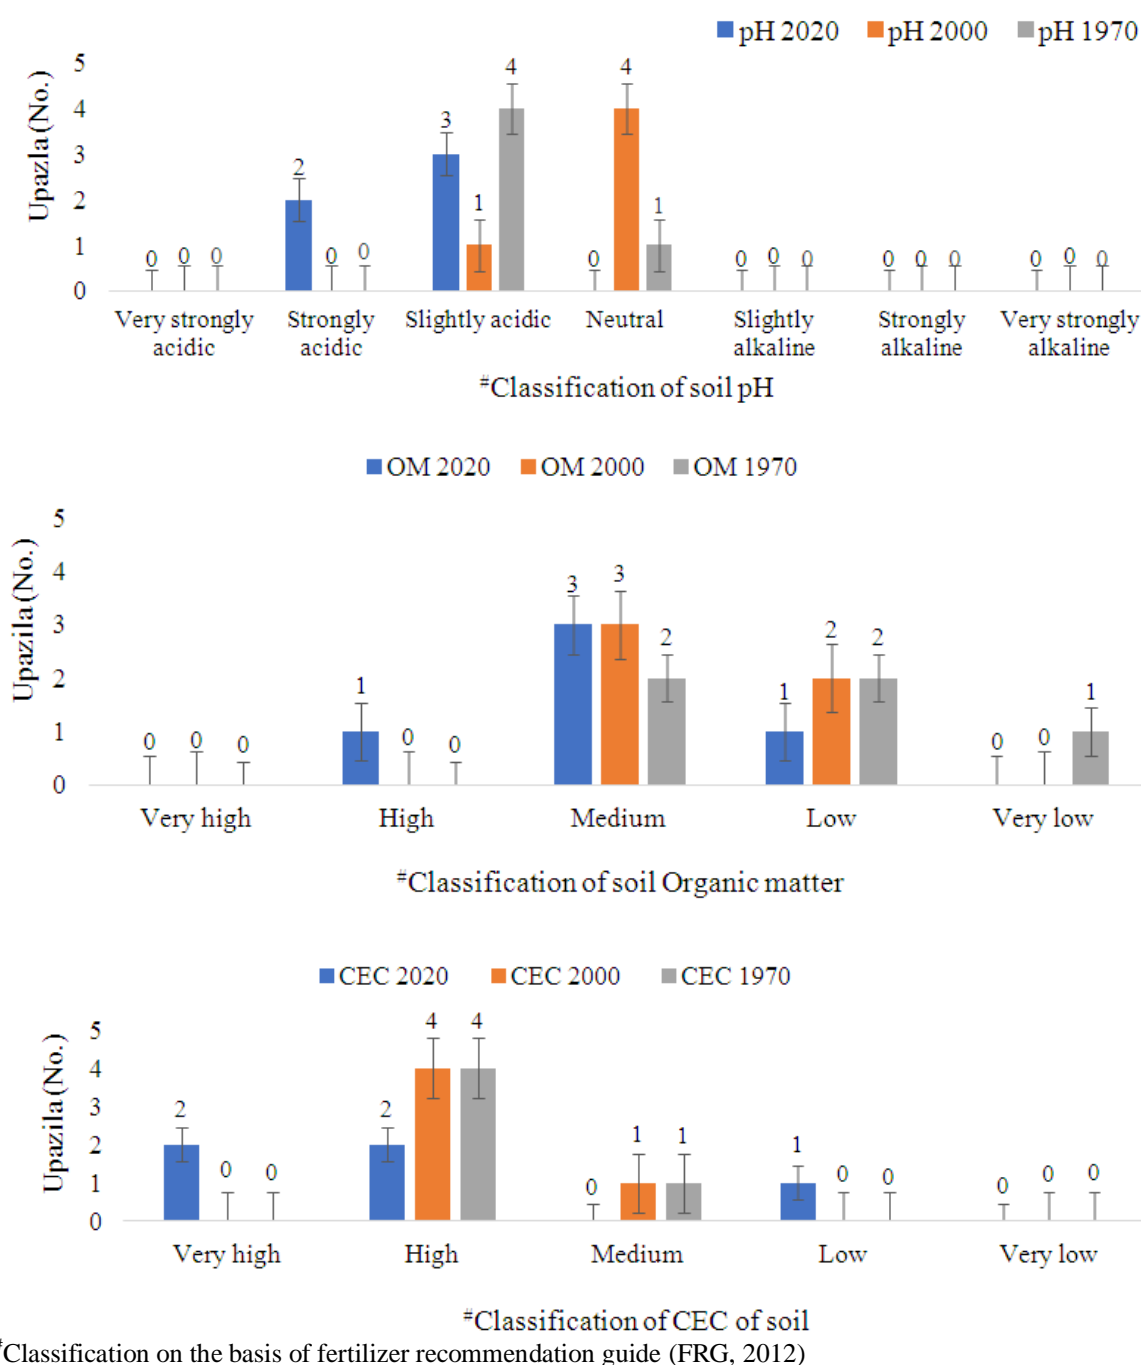 pH 2020 pH 2000 pH 1970
Upazla (No.)
5
4
3
2
1
0
0 0 0
2 0 0
3 1 4
0 4 1
0 0 0
0 0 0
0 0 0
Very strongly acidic
Strongly acidic
Slightly acidic
Neutral
Slightly alkaline
Strongly alkaline
Very strongly alkaline
#Classification of soil pH
OM 2020 OM 2000 OM 1970
Upazila (No.)
5
4
3
2
1
0
0 0 0
1 0 0
3 3 2
1 2 2
0 0 1
Very high High Medium Low Very low
#Classification of soil Organic matter
CEC 2020 CEC 2000 CEC 1970
Upazila (No.)
5
4
3
2
1
0
2 0 0
2 4 4
0 1 1
1 0 0
0 0 0
Very high High Medium Low Very low
#Classification of CEC of soil
#Classification on the basis of fertilizer recommendation guide (FRG, 2012)